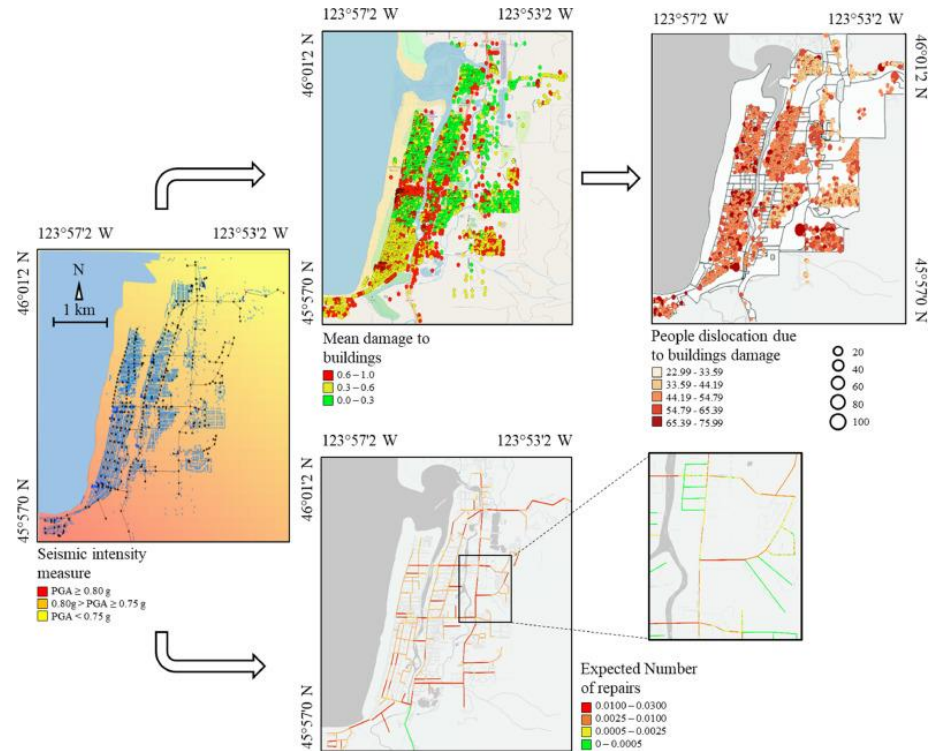 123°57'2 W
123°53'2 W
46°01'2 N
45°57'0 N
Mean damage to
buildings
0.6 – 1.0
0.3 – 0.6
0.0 – 0.3
46°01'2 N
45°57'0 N
People dislocation due
to buildings damage
22.99 - 33.59
33.59 - 44.19
44.19 - 54.79
54.79 - 65.39
65.39 - 75.99
20
40
60
80
100
123°57'2 W
123°53'2 W
46°01'2 N
45°57'0 N
N
1 km
Seismic intensity
measure
PGA ≥ 0.80 g
0.80g > PGA ≥ 0.75 g
PGA < 0.75 g
123°57'2 W
123°53'2 W
46°01'2 N
45°57'0 N
Expected Number
of repairs
0.0100 – 0.0300
0.0025 – 0.0100
0.0005 – 0.0025
0 – 0.0005
123°57'2 W
123°53'2 W